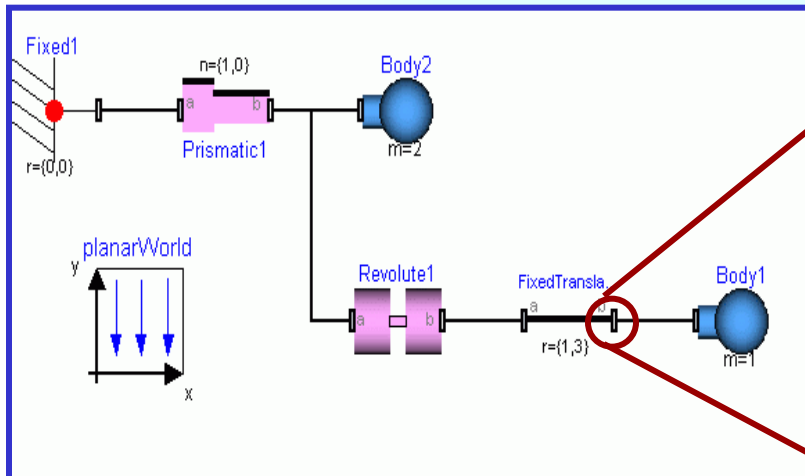 Fixed1
n={1,0}
Body2
a
b
Prismatic1
m=2
r={0,0}
planarWorld
y
x
Revolute1
a
b
FixedTransla..
a
b
r={1,3}
Body1
m=1